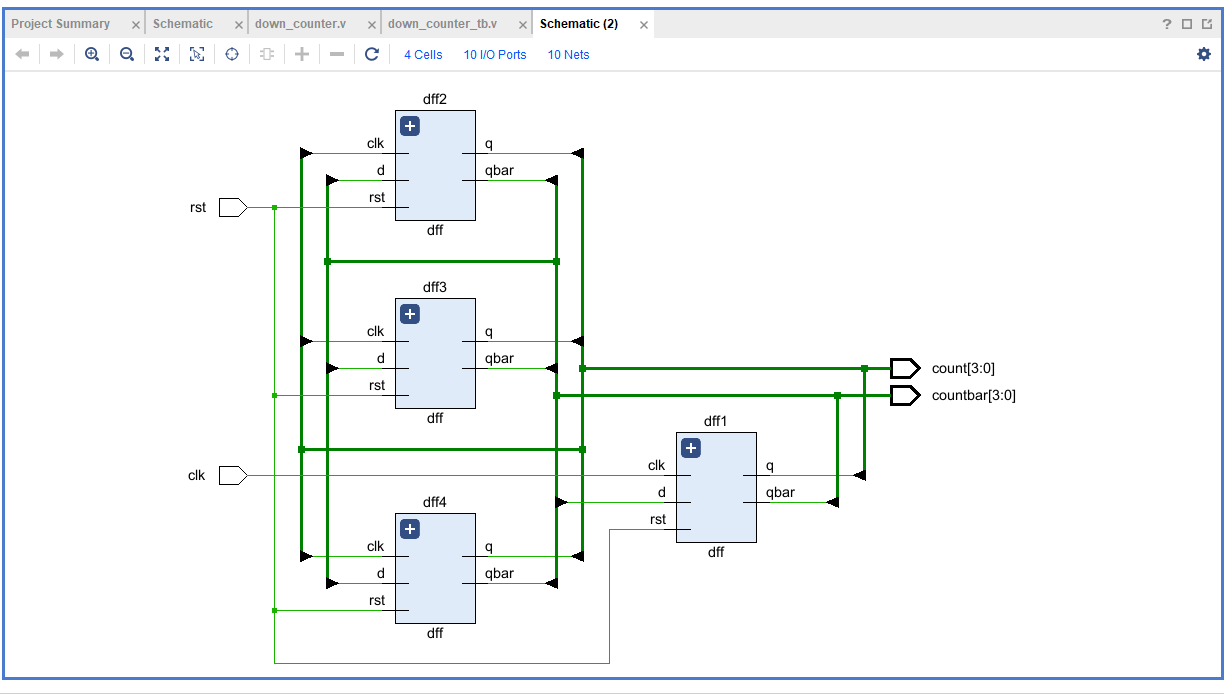 Project Summary × Schematic × down_counter.v × down_counter_tb.v × Schematic (2) × ?
4 Cells 10 I/O Ports 10 Nets
dff2
clk q
d qbar
rst
rst
dff
dff3
clk q
d qbar
rst
dff
count[3:0]
countbar[3:0]
dff1
clk q
d qbar
rst
dff
clk
dff4
clk q
d qbar
rst
dff